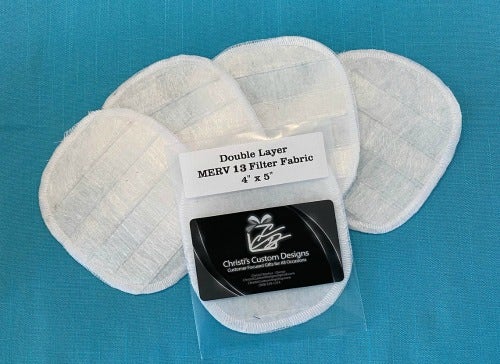 Double Layer
MERV 13 Filter Fabric
4" x 5"
Christi's Custom Designs
Customer Focused Gifts for All Occasions